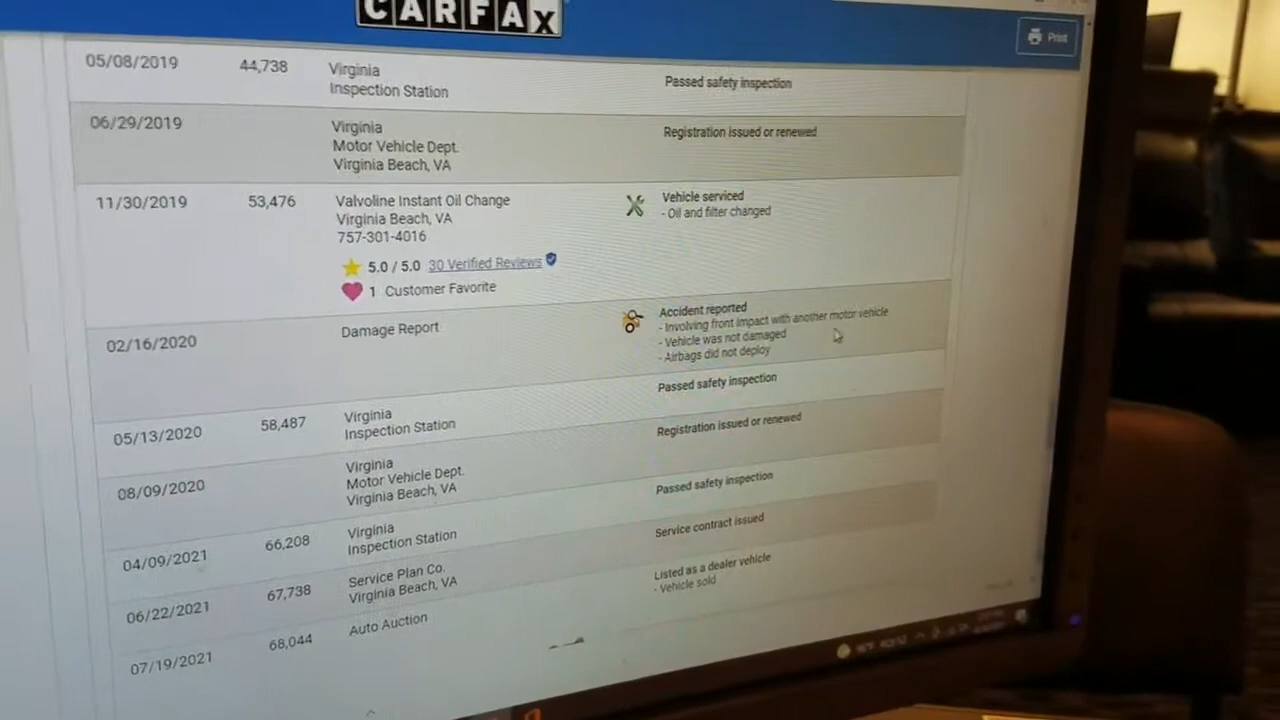 CARFAX
Print
05/08/2019 44,738 Virginia Passed safety inspection
Inspection Station
06/29/2019 Virginia Registration issued or renewed
Motor Vehicle Dept.
Virginia Beach, VA
11/30/2019 53,476 Valvoline Instant Oil Change Vehicle serviced
Virginia Beach, VA - Oil and filter changed
757-301-4016
5.0 / 5.0 30 Verified Reviews
1 Customer Favorite
02/16/2020 Damage Report Accident reported
- Involving front impact with another motor vehicle
- Vehicle was not damaged
- Airbags did not deploy
05/13/2020 58,487 Virginia Passed safety inspection
Inspection Station
08/09/2020 Virginia Registration issued or renewed
Motor Vehicle Dept.
Virginia Beach, VA
04/09/2021 66,208 Virginia Passed safety inspection
Inspection Station
06/22/2021 67,738 Service Plan Co. Service contract issued
Virginia Beach, VA
07/19/2021 68,044 Auto Auction Listed as a dealer vehicle
- Vehicle sold